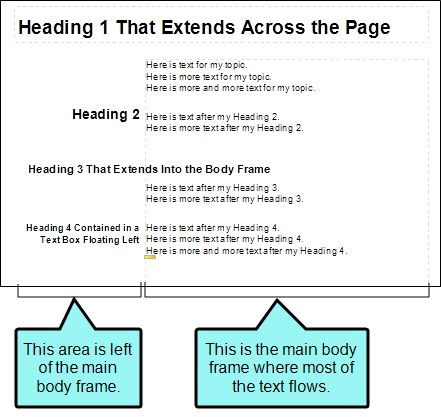 Heading 1 That Extends Across the Page
Here is text for my topic.
Here is more text for my topic.
Here is more and more text for my topic.
Heading 2
Here is text after my Heading 2.
Here is more text after my Heading 2.
Heading 3 That Extends Into the Body Frame
Here is text after my Heading 3.
Here is more text after my Heading 3.
Heading 4 Contained in a
Text Box Floating Left
Here is text after my Heading 4.
Here is more text after my Heading 4.
Here is more and more text after my Heading 4.
This area is left
of the main
body frame.
This is the main body
frame where most of
the text flows.